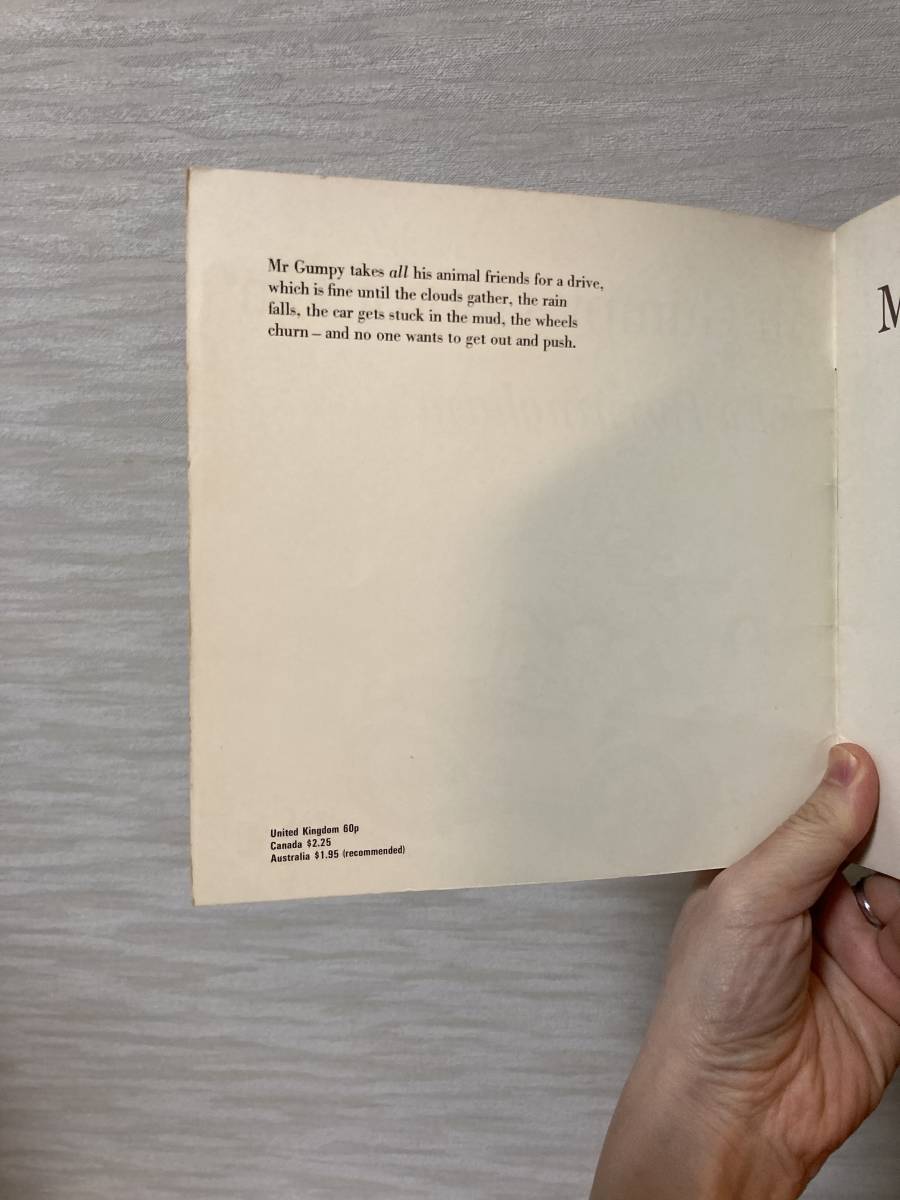 Mr Gumpy takes all his animal friends for a drive,
which is fine until the clouds gather, the rain
falls, the car gets stuck in the mud, the wheels
churn – and no one wants to get out and push.
M
United Kingdom 60p
Canada $2.25
Australia $1.95 (recommended)